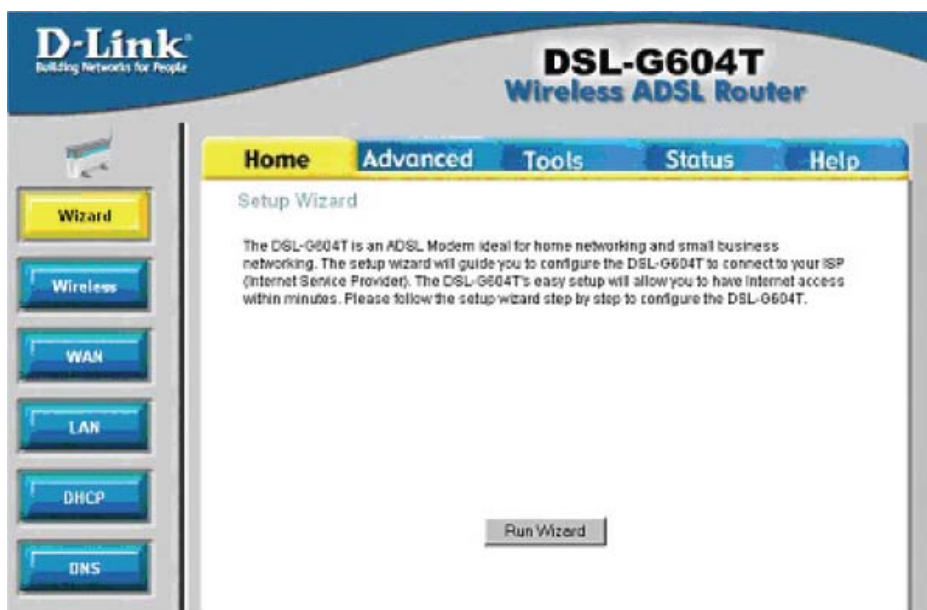 D-Link
Building Networks for People
DSL-G604T
Wireless ADSL Router
Home Advanced Tools Status Help
Wizard
Wireless
WAN
LAN
DHCP
DNS
Setup Wizard
The DSL-G604T is an ADSL Modem ideal for home networking and small business
networking. The setup wizard will guide you to configure the DSL-G604T to connect to your ISP
(Internet Service Provider). The DSL-G604T's easy setup will allow you to have Internet access
within minutes. Please follow the setup wizard step by step to configure the DSL-G604T.
Run Wizard